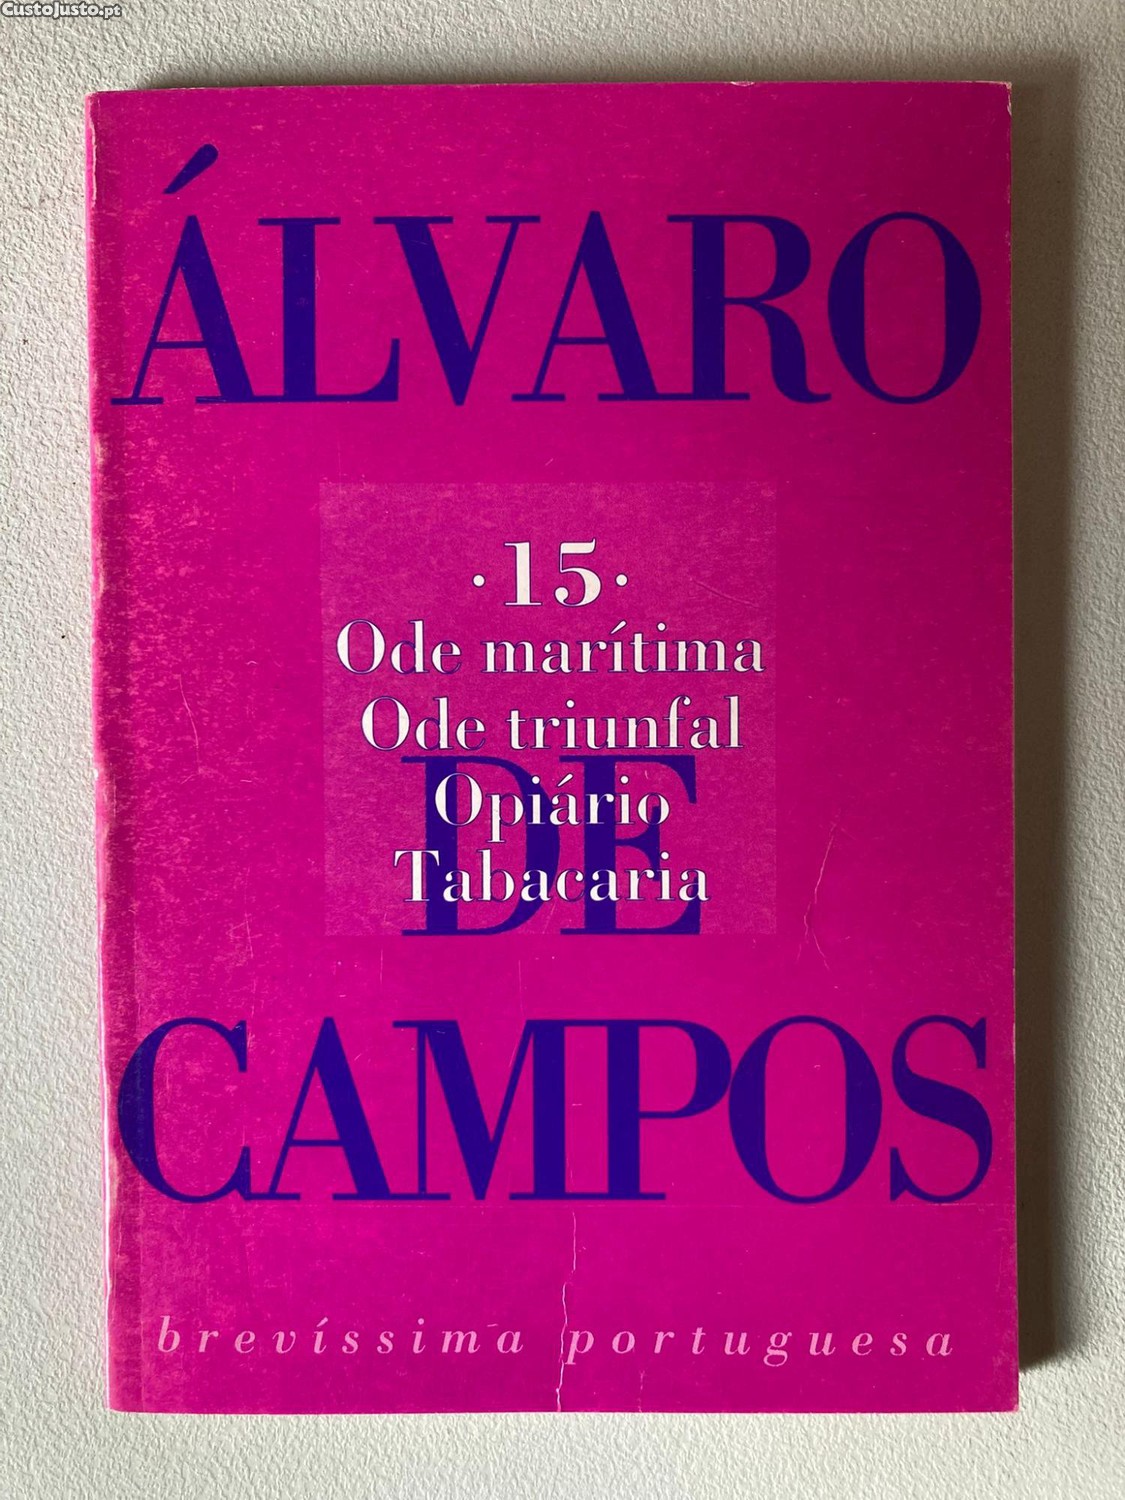 CustoJusto.pt
ÁLVARO
·15·
Ode marítima
Ode triunfal
Opiário
Tabacaria
DE
CAMPOS
brevíssima portuguesa